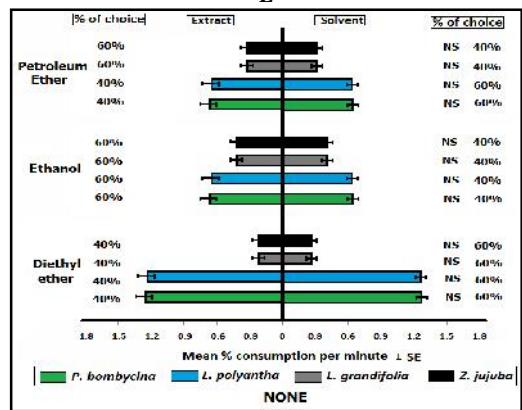 % of choice Extract Solvent % of choice
60% NS 40%
Petroleum Ether 60% NS 40%
40% NS 60%
40% NS 60%
60% NS 40%
Ethanol 60% NS 40%
60% NS 40%
60% NS 40%
40% NS 60%
Diethyl ether 40% NS 60%
40% NS 60%
40% NS 60%
1.8 1.5 1.2 0.9 0.6 0.3 0 0.3 0.6 0.9 1.2 1.5 1.8
Mean % consumption per minute ± SE
P. bombycina L. polyantha L. grandifolia Z. jujuba
NONE